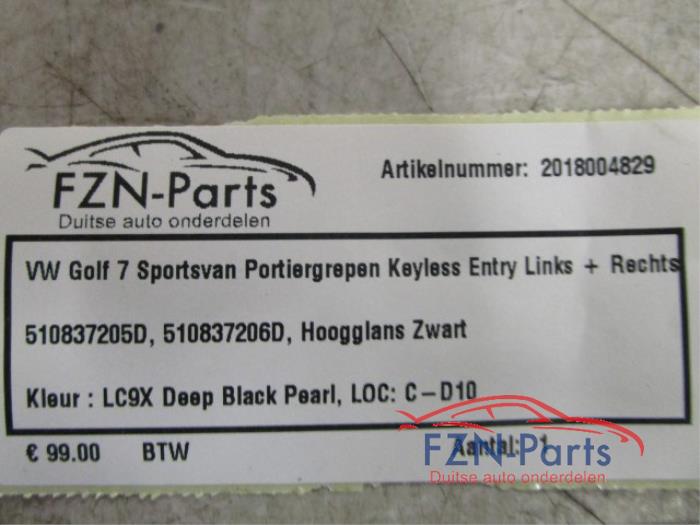 FZN-Parts
Duitse auto onderdelen
Artikelnummer: 2018004829
VW Golf 7 Sportsvan Portiergrepen Keyless Entry Links + Rechts
510837205D, 510837206D, Hoogglans Zwart
Kleur : LC9X Deep Black Pearl, LOC: C-D10
€ 99.00 BTW Aantal: 1
FZN-Parts
Duitse auto onderdelen